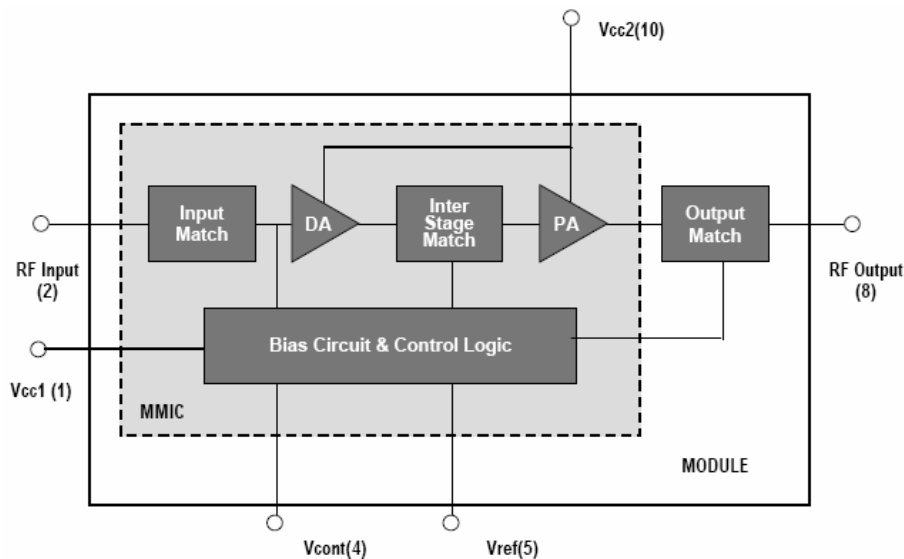 Vcc2(10)
Input
Match
DA
Inter
Stage
Match
PA
Output
Match
RF Input
(2)
RF Output
(8)
Bias Circuit & Control Logic
Vcc1 (1)
MMIC
MODULE
Vcont(4)
Vref(5)